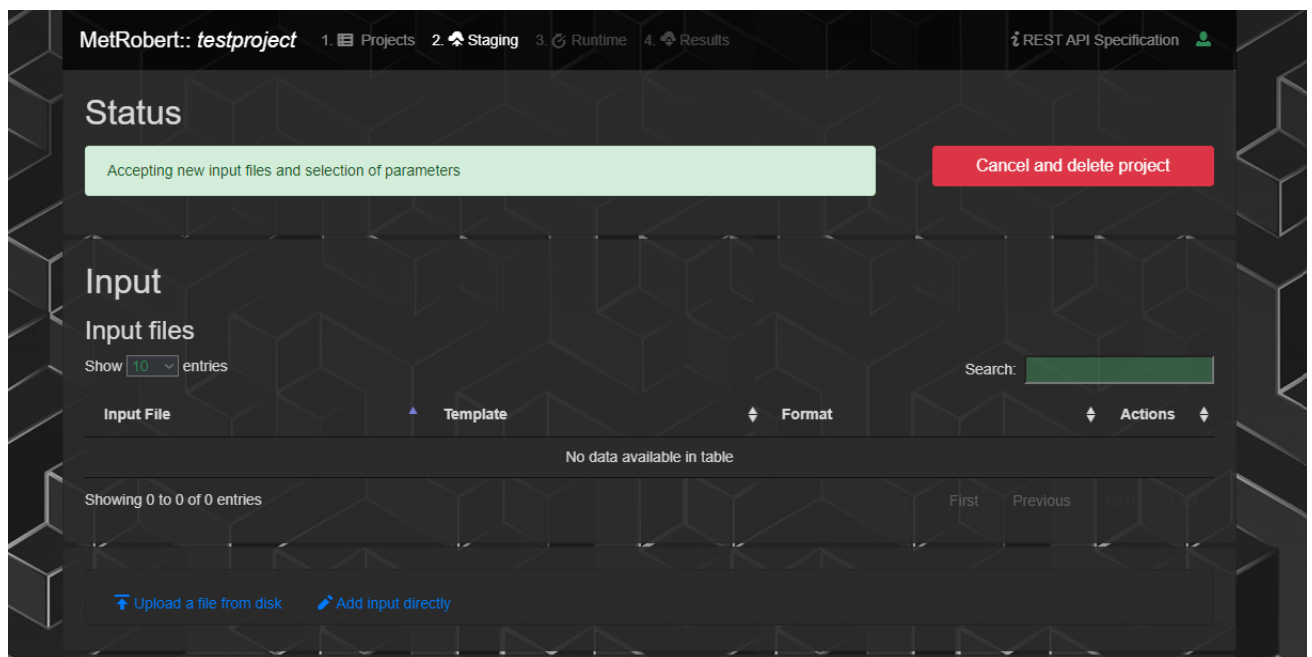 MetRobert:: testproject 1. Projects 2. Staging 3. Runtime 4. Results REST API Specification
Status
Accepting new input files and selection of parameters Cancel and delete project
Input
Input files
Show 10 entries Search:
Input File Template Format Actions
No data available in table
Showing 0 to 0 of 0 entries First Previous Next
Upload a file from disk Add input directly